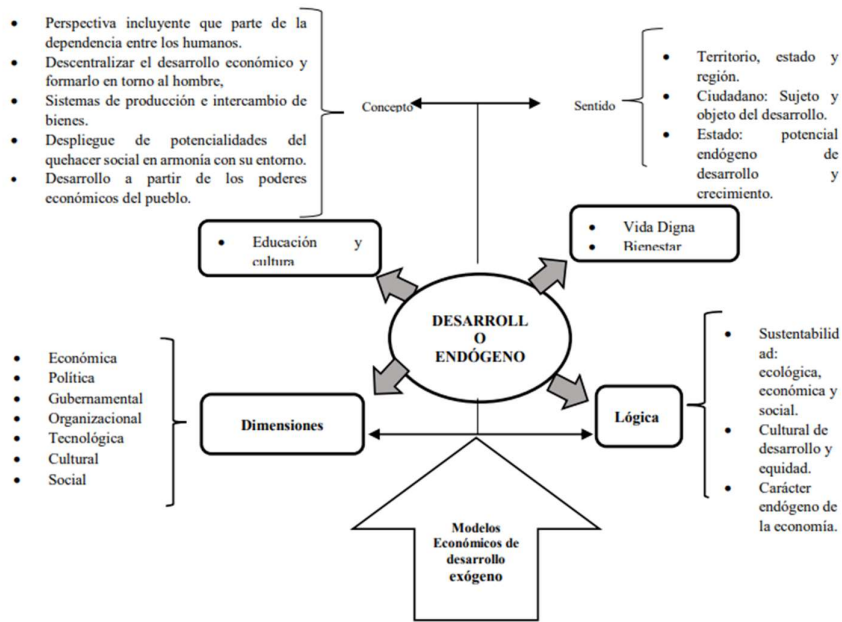 • Perspectiva incluyente que parte de la
dependencia entre los humanos.
• Descentralizar el desarrollo económico y
formarlo en torno al hombre,
• Sistemas de producción e intercambio de
bienes.
• Despliegue de potencialidades del
quehacer social en armonía con su entorno.
• Desarrollo a partir de los poderes
económicos del pueblo.
Concepto
Sentido
• Territorio, estado y
región.
• Ciudadano: Sujeto y
objeto del desarrollo.
• Estado: potencial
endógeno de
desarrollo y
crecimiento.
• Educación y
cultura
• Vida Digna
• Bienestar
DESARROLL
O
ENDÓGENO
• Económica
• Política
• Gubernamental
• Organizacional
• Tecnológica
• Cultural
• Social
Dimensiones
Lógica
• Sustentabilid
ad:
ecológica,
económica y
social.
• Cultural de
desarrollo y
equidad.
• Carácter
endógeno de
la economía.
Modelos
Económicos de
desarrollo
exógeno